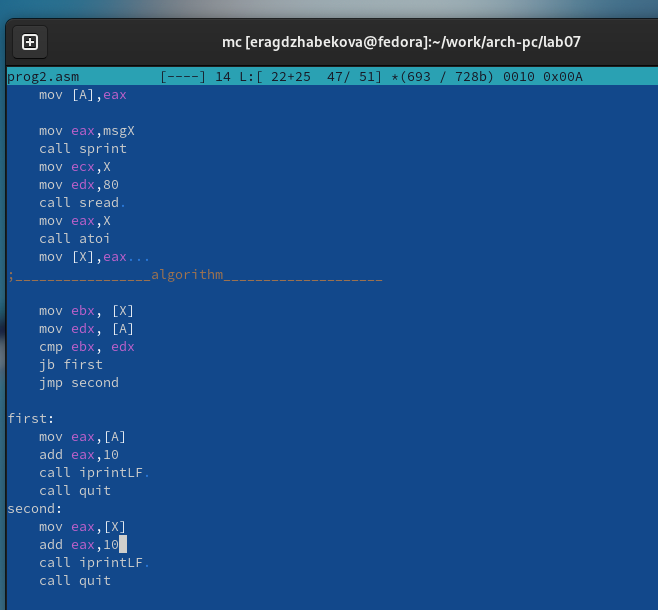 mc [eragdzhabekova@fedora]:~/work/arch-pc/lab07
prog2.asm [----] 14 L:[ 22+25 47/ 51] *(693 / 728b) 0010 0x00A
mov [A],eax
mov eax,msgX
call sprint
mov ecx,X
mov edx,80
call sread.
mov eax,X
call atoi
mov [X],eax...
;_________________algorithm____________________
mov ebx, [X]
mov edx, [A]
cmp ebx, edx
jb first
jmp second
first:
mov eax,[A]
add eax,10
call iprintLF.
call quit
second:
mov eax,[X]
add eax,10
call iprintLF.
call quit